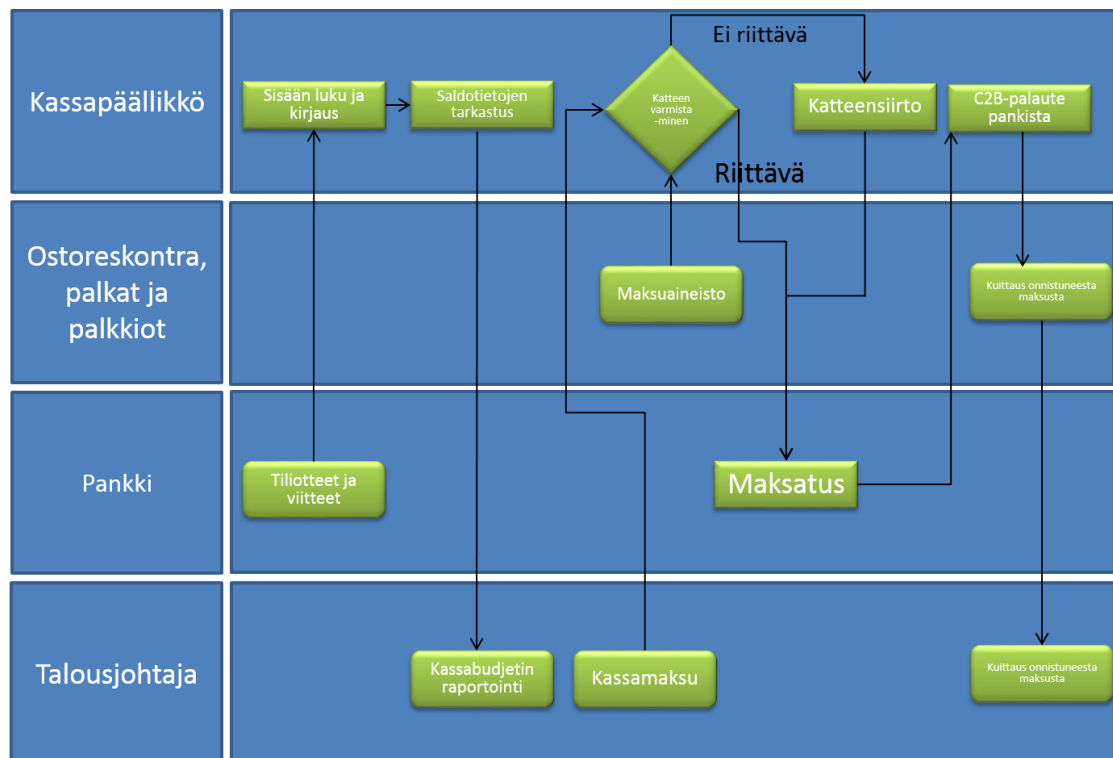 Kassapäällikkö
Sisään luku ja
kirjaus
Saldotietojen
tarkastus
Katteen
varmista
-minen
Ei riittävä
Riittävä
Katteensiirto
C2B-palaute
pankista
Ostoreskontra,
palkat ja
palkkiot
Maksuaineisto
Kuittaus onnistuneesta
maksusta
Pankki
Tiliotteet ja
viitteet
Maksatus
Talousjohtaja
Kassabudjetin
raportointi
Kassamaksu
Kuittaus onnistuneesta
maksusta